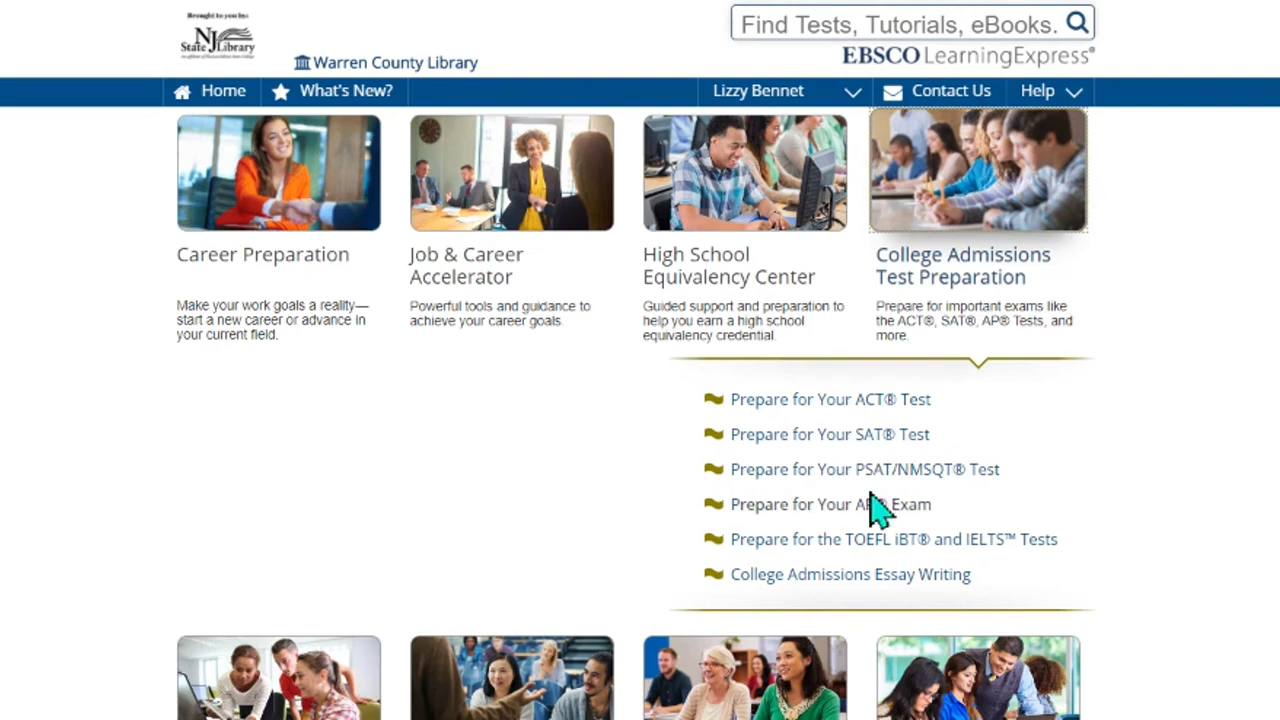 Brought to you by:
NJ
State Library
Warren County Library
Find Tests, Tutorials, eBooks.
EBSCO LearningExpress®
Home
What's New?
Lizzy Bennet
Contact Us
Help
Career Preparation
Make your work goals a reality—
start a new career or advance in
your current field.
Job & Career
Accelerator
Powerful tools and guidance to
achieve your career goals.
High School
Equivalency Center
Guided support and preparation to
help you earn a high school
equivalency credential.
College Admissions
Test Preparation
Prepare for important exams like
the ACT®, SAT®, AP® Tests, and
more.
Prepare for Your ACT® Test
Prepare for Your SAT® Test
Prepare for Your PSAT/NMSQT® Test
Prepare for Your AP® Exam
Prepare for the TOEFL iBT® and IELTS™ Tests
College Admissions Essay Writing